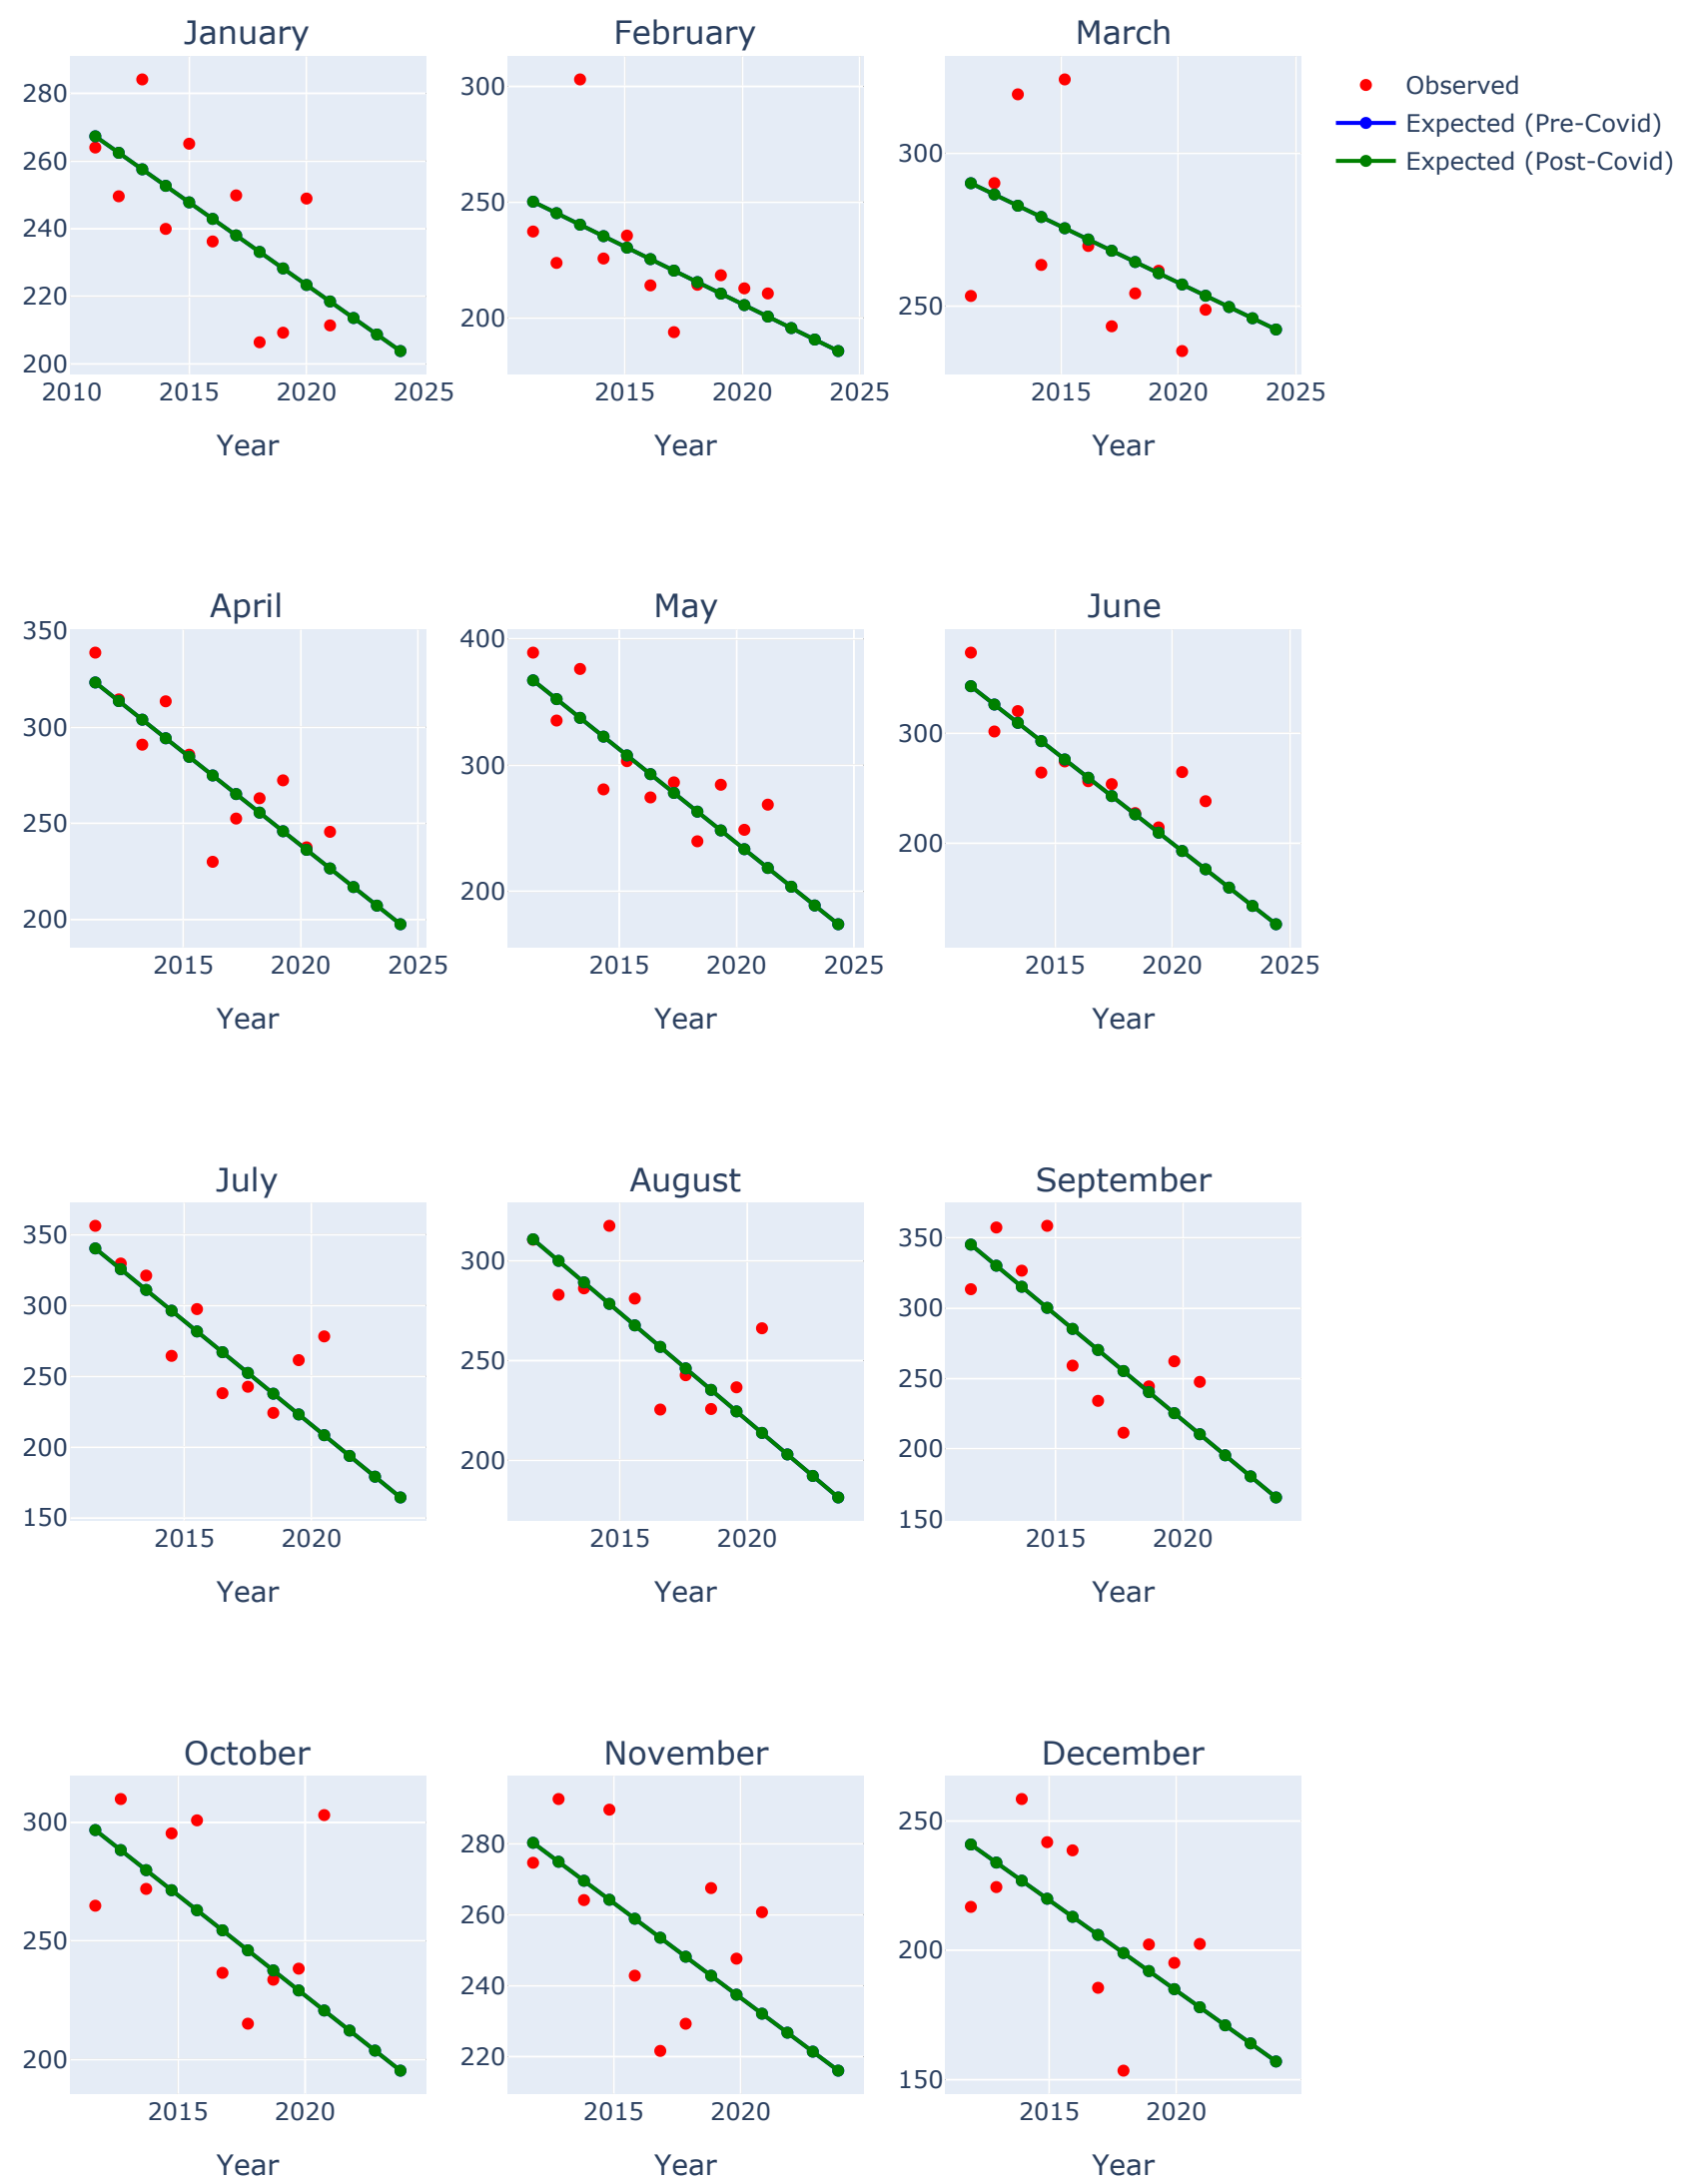 January
February
March
280
260
240
220
200
2010
2015
2020
2025
Year
300
250
200
2015
2020
2025
Year
300
250
2015
2020
2025
Year
Observed
Expected (Pre-Covid)
Expected (Post-Covid)
April
May
June
350
300
250
200
2015
2020
2025
Year
400
300
200
2015
2020
2025
Year
300
200
2015
2020
2025
Year
July
August
September
350
300
250
200
150
2015
2020
Year
300
250
200
2015
2020
Year
350
300
250
200
150
2015
2020
Year
October
November
December
300
250
200
2015
2020
Year
280
260
240
220
2015
2020
Year
250
200
150
2015
2020
Year